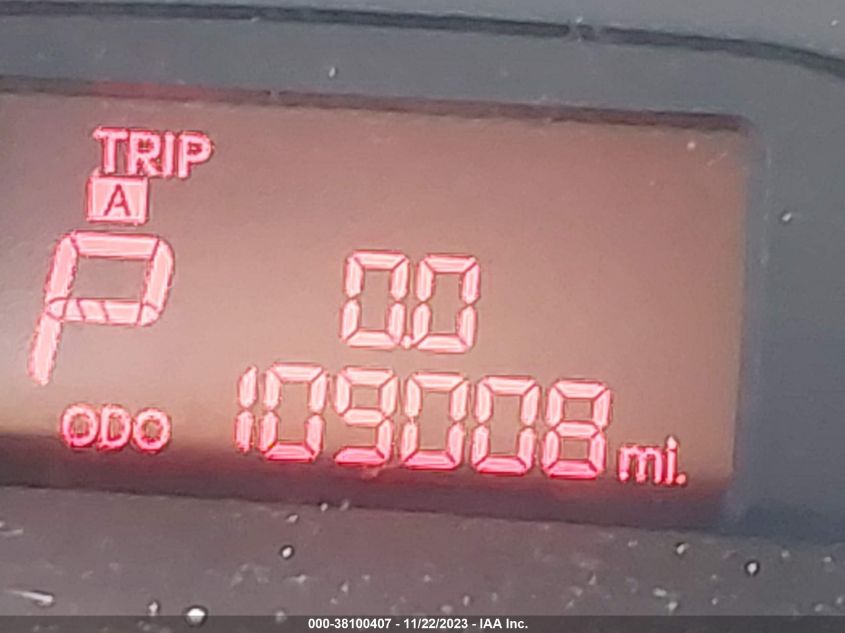 TRIP
A
P 0.0
ODO 109008 mi.
000-38100407 - 11/22/2023 - IAA Inc.